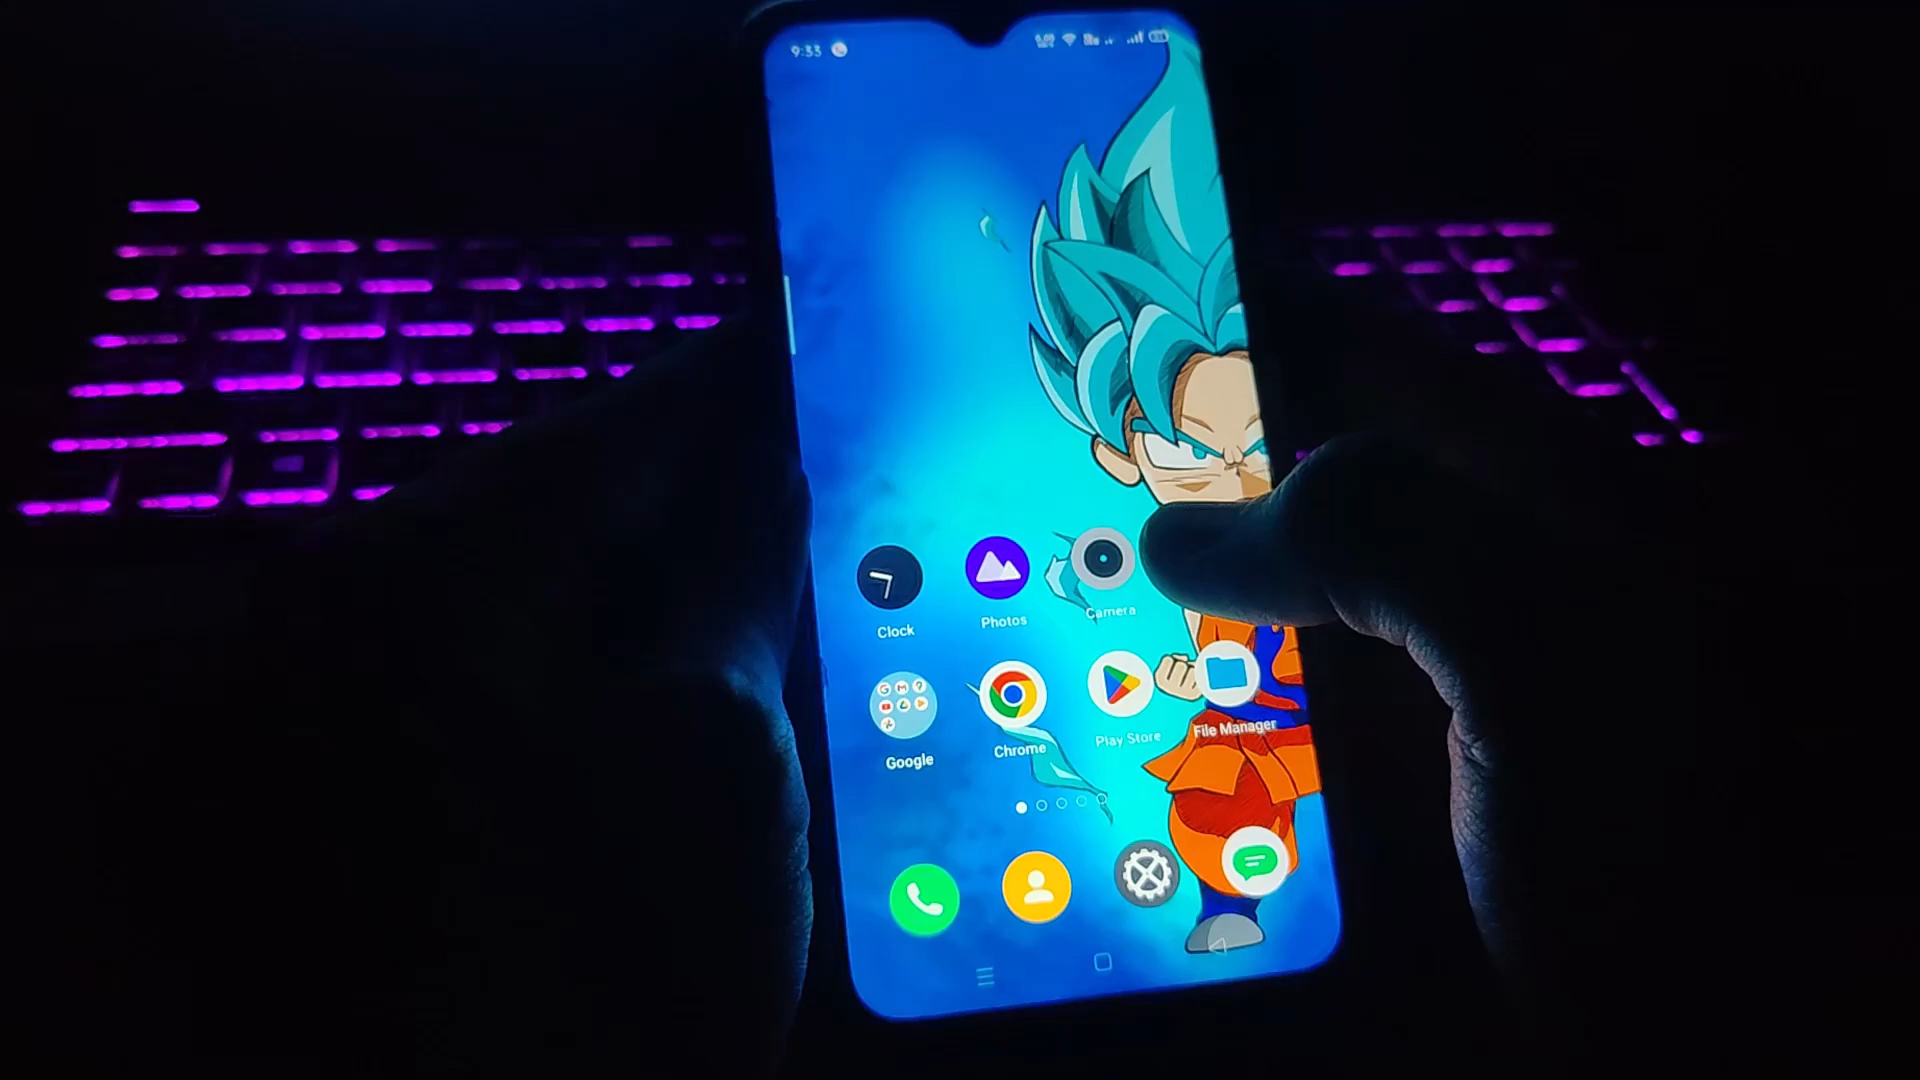 9:33
Clock
Photos
Camera
Google
Chrome
Play Store
File Manager